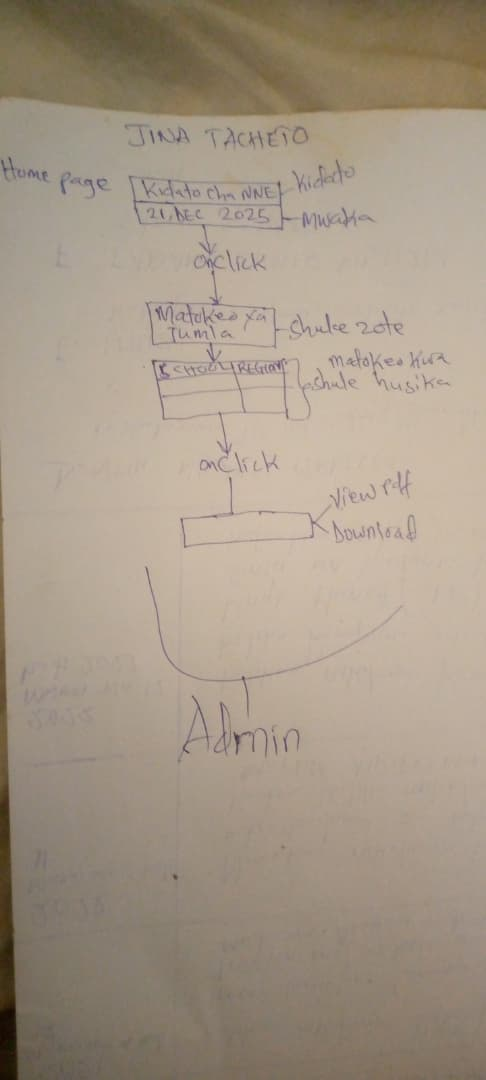 JINA TACHETO
Home page
Kidato cha NNE
Kidato
21, DEC 2025
Mwaka
onclick
Matokeo ya
Jumla
Shule zote
SCHOOL REGION
matokeo kwa
shule husika
onClick
View Pdf
Download
Admin